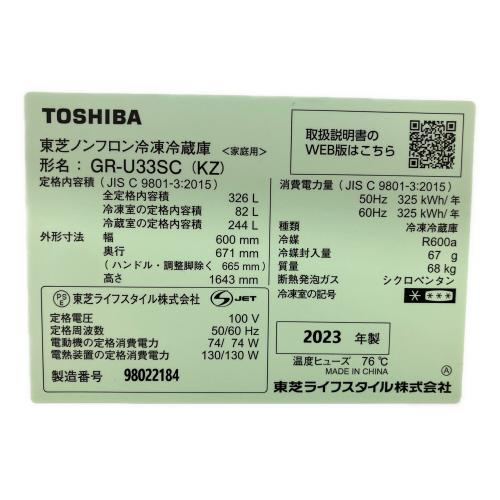 TOSHIBA
東芝ノンフロン冷凍冷蔵庫 <家庭用>
形名: GR-U33SC (KZ)
定格内容積 (JIS C 9801-3:2015)
全定格内容積 326 L
冷凍室の定格内容積 82 L
冷蔵室の定格内容積 244 L
外形寸法 幅 600 mm
奥行 671 mm
(ハンドル・調整脚除く 665 mm)
高さ 1643 mm
取扱説明書の
WEB版はこちら
消費電力量 (JIS C 9801-3:2015)
50Hz 325 kWh/年
60Hz 325 kWh/年
種類 冷凍冷蔵庫
冷媒 R600a
冷媒封入量 67 g
質量 68 kg
断熱発泡ガス シクロペンタン
冷凍室の記号 * ***
PS E 東芝ライフスタイル株式会社 S JET
定格電圧 100 V
定格周波数 50/60 Hz
電動機の定格消費電力 74/ 74 W
電熱装置の定格消費電力 130/130 W
製造番号 98022184
2023 年製
温度ヒューズ 76℃
MADE IN CHINA
A
東芝ライフスタイル株式会社